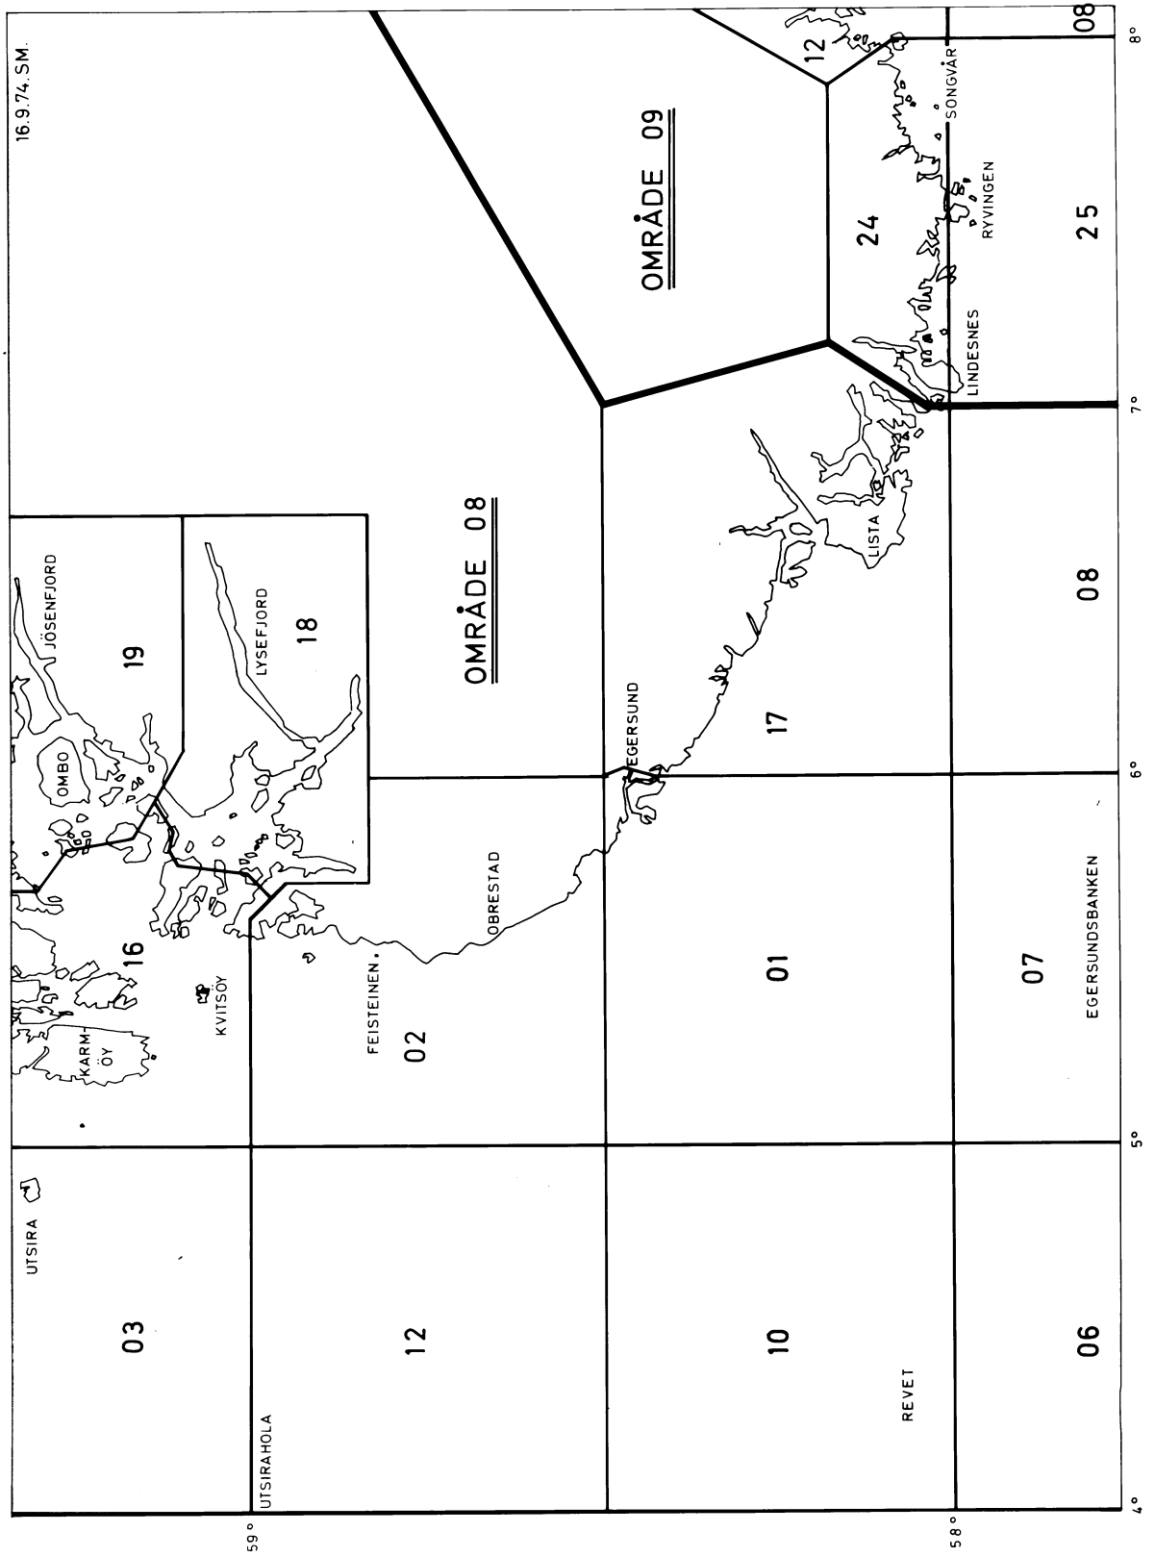 16.9.74. SM.
UTSIRA
KARM-
ÖY
OMBO
JÖSENFJORD
03
16
19
KVITSÖY
LYSEFJORD
18
59°
UTSIRAHOLA
FEISTEINEN.
12
02
OBRESTAD
OMRÅDE 08
EGERSUND
OMRÅDE 09
10
01
17
12
LISTA
24
REVET
SONGVÅR
58°
LINDESNES
RYVINGEN
07
EGERSUNDSBANKEN
06
08
25
08
4°
5°
6°
7°
8°